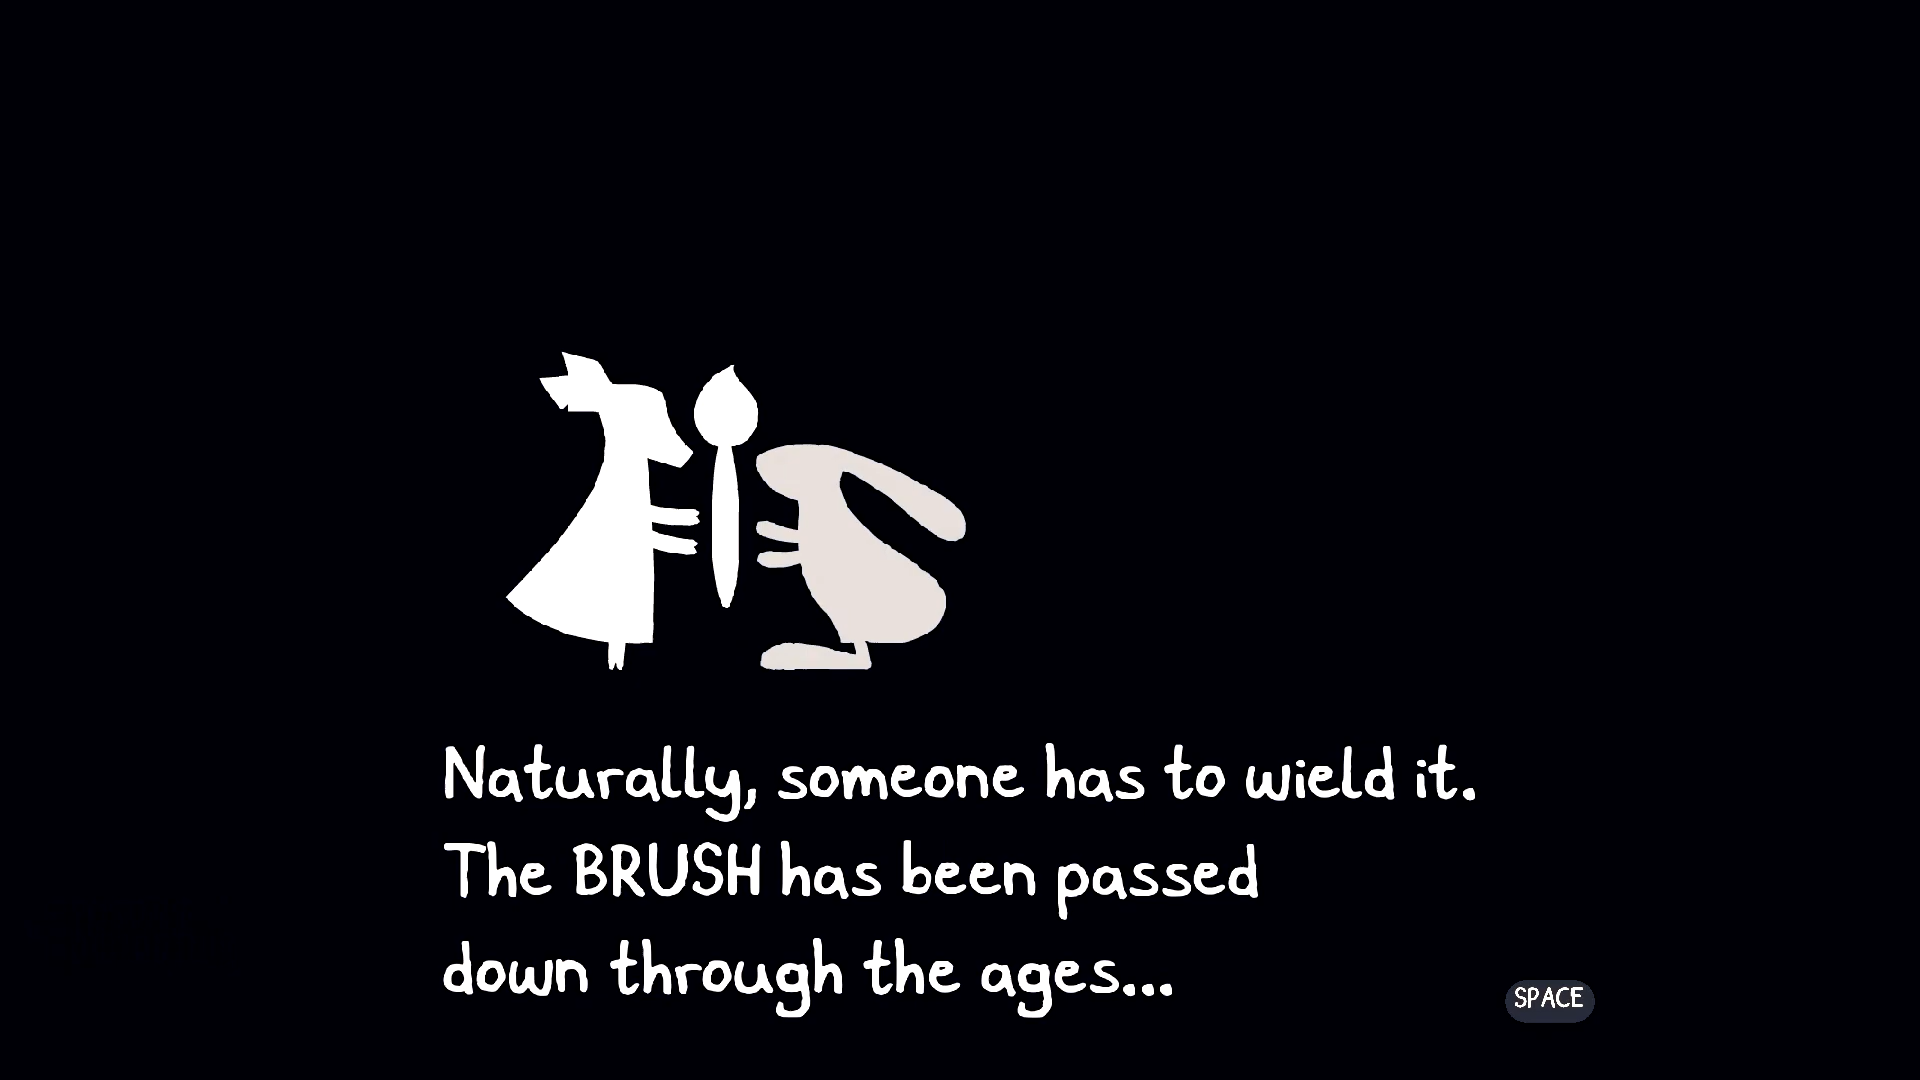 Naturally, someone has to wield it.
The BRUSH has been passed
down through the ages...
SPACE